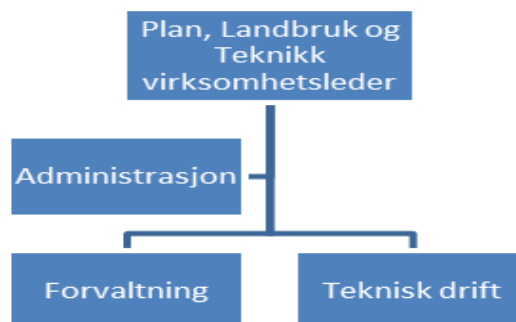 Plan, Landbruk og
Teknikk
virksomhetsleder
Administrasjon
Forvaltning
Teknisk drift